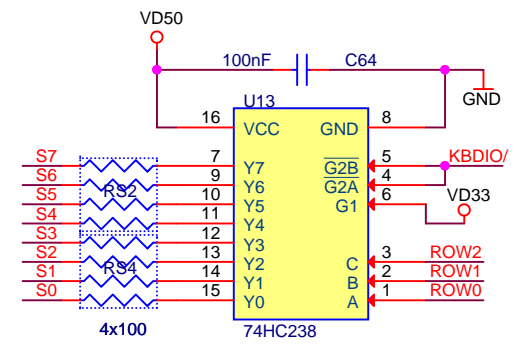 VD50
100nF C64
GND
U13
16 VCC GND 8
S7 7 Y7 G2B 5 KBDIO/
S6 9 Y6 G2A 4
RS2
S5 10 Y5 G1 6 VD33
S4 11 Y4
S3 12 Y3
S2 13 Y2 C 3 ROW2
RS4
S1 14 Y1 B 2 ROW1
S0 15 Y0 A 1 ROW0
4x100 74HC238